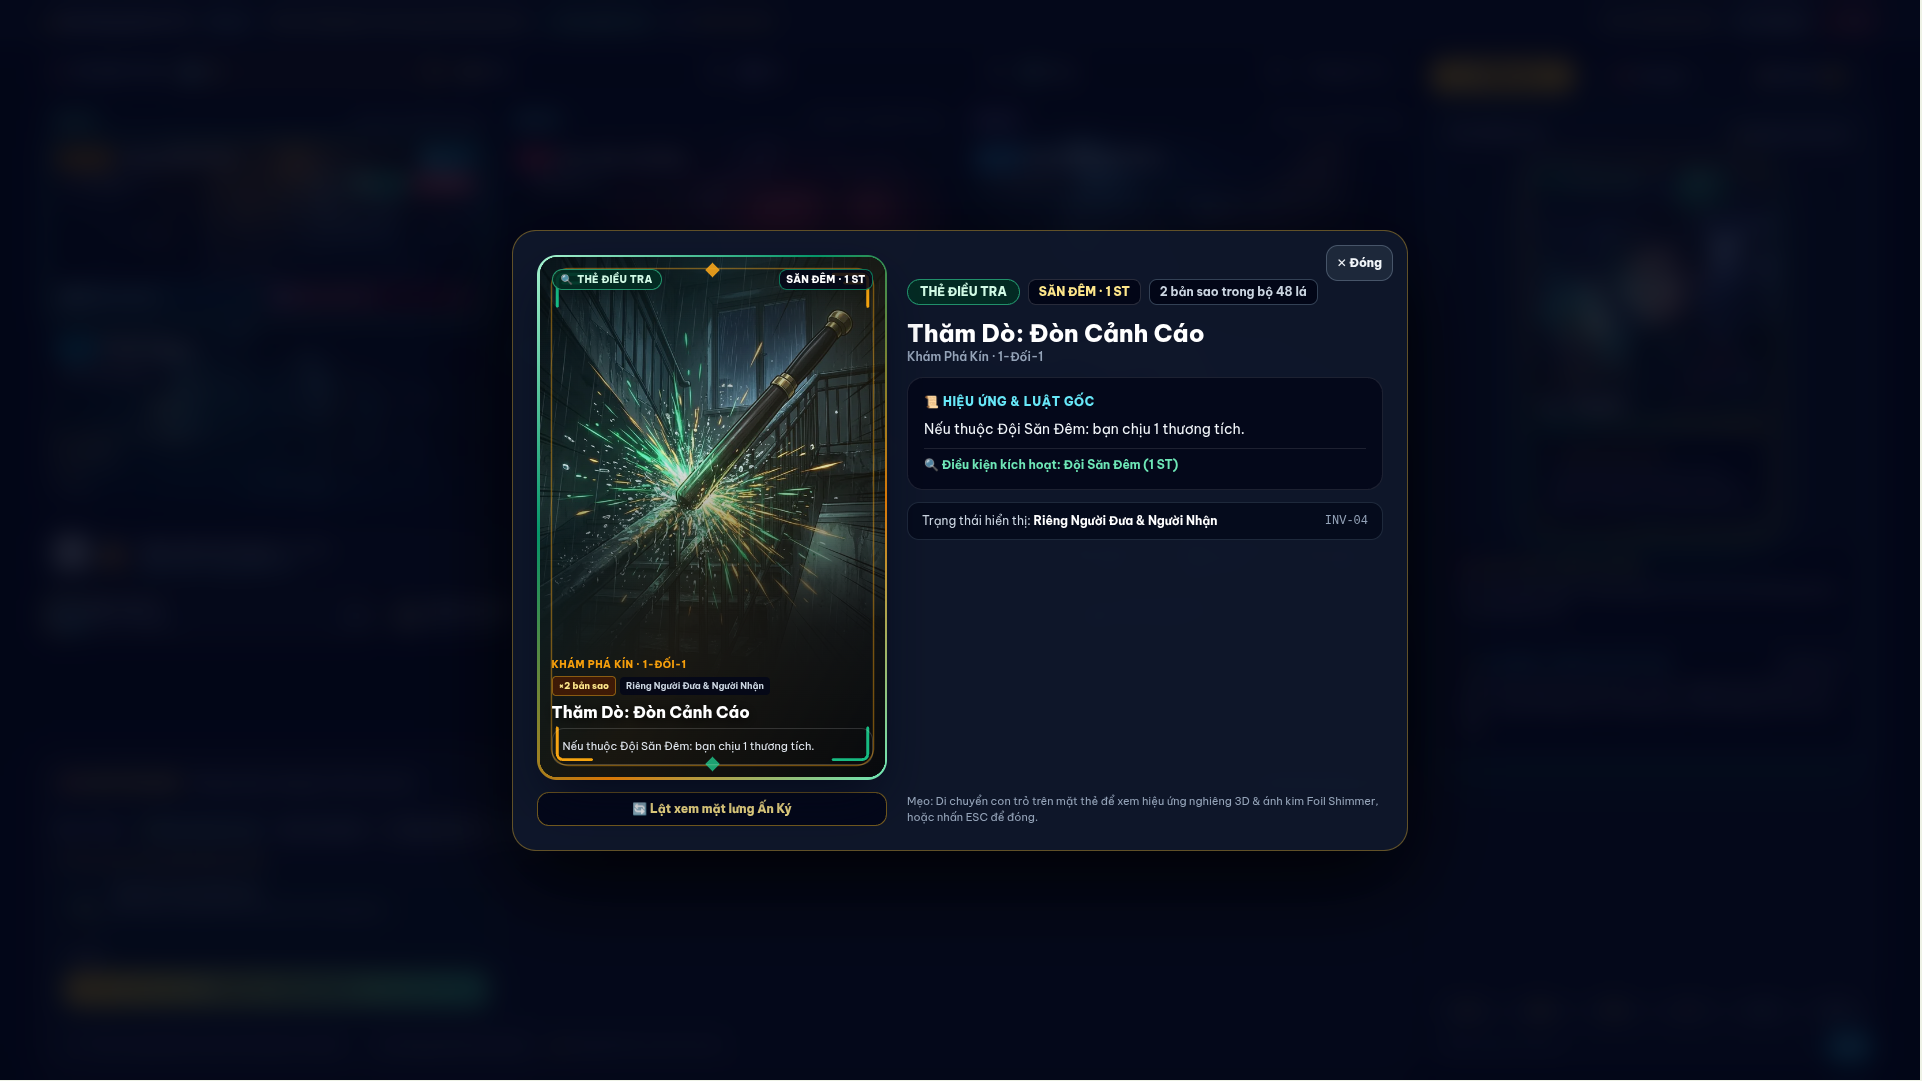 🔍 THẺ ĐIỀU TRA
SĂN ĐÊM · 1 ST
KHÁM PHÁ KÍN · 1-ĐỐI-1
×2 bản sao
Riêng Người Đưa & Người Nhận
Thăm Dò: Đòn Cảnh Cáo
Nếu thuộc Đội Săn Đêm: bạn chịu 1 thương tích.
🔄 Lật xem mặt lưng Ấn Ký
× Đóng
THẺ ĐIỀU TRA
SĂN ĐÊM · 1 ST
2 bản sao trong bộ 48 lá
Thăm Dò: Đòn Cảnh Cáo
Khám Phá Kín · 1-Đối-1
📜 HIỆU ỨNG & LUẬT GỐC
Nếu thuộc Đội Săn Đêm: bạn chịu 1 thương tích.
🔍 Điều kiện kích hoạt: Đội Săn Đêm (1 ST)
Trạng thái hiển thị: Riêng Người Đưa & Người Nhận
INV-04
Mẹo: Di chuyển con trỏ trên mặt thẻ để xem hiệu ứng nghiêng 3D & ánh kim Foil Shimmer,
hoặc nhấn ESC để đóng.